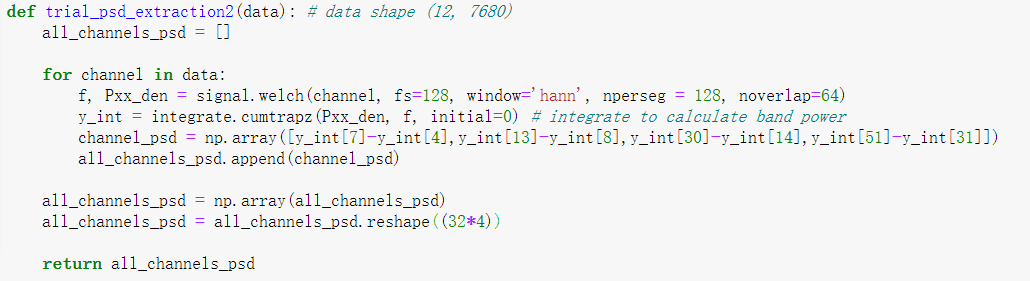 def trial_psd_extraction2(data): # data shape (12, 7680)
    all_channels_psd = []
    for channel in data:
        f, Pxx_den = signal.welch(channel, fs=128, window='hann', nperseg = 128, noverlap=64)
        y_int = integrate.cumtrapz(Pxx_den, f, initial=0) # integrate to calculate band power
        channel_psd = np.array([y_int[7]-y_int[4],y_int[13]-y_int[8],y_int[30]-y_int[14],y_int[51]-y_int[31]])
        all_channels_psd.append(channel_psd)
    all_channels_psd = np.array(all_channels_psd)
    all_channels_psd = all_channels_psd.reshape((32*4))
    return all_channels_psd